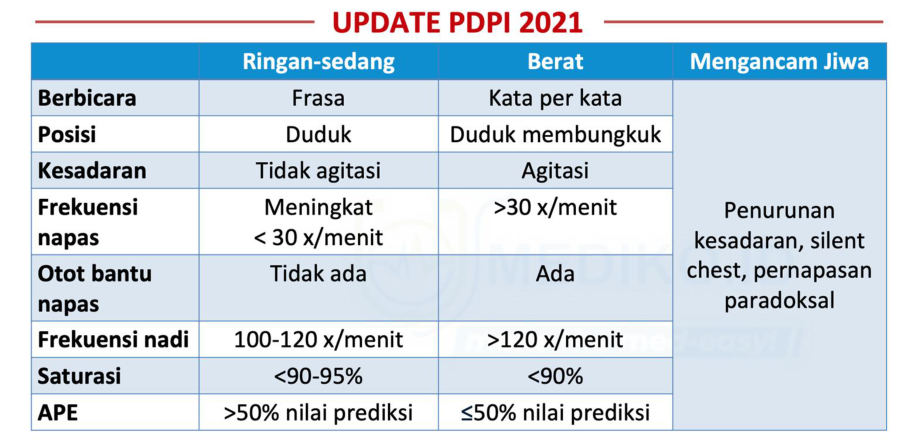 UPDATE PDPI 2021
Ringan-sedang Berat Mengancam Jiwa
Berbicara Frasa Kata per kata
Posisi Duduk Duduk membungkuk
Kesadaran Tidak agitasi Agitasi
Frekuensi napas Meningkat < 30 x/menit >30 x/menit
Otot bantu napas Tidak ada Ada
Frekuensi nadi 100-120 x/menit >120 x/menit
Saturasi <90-95% <90%
APE >50% nilai prediksi ≤50% nilai prediksi
Penurunan
kesadaran, silent
chest, pernapasan
paradoksal